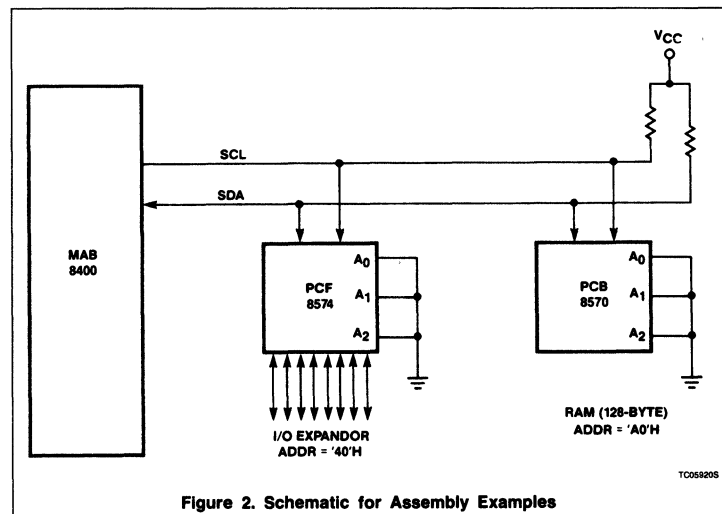 VCC
SCL
SDA
MAB
8400
PCF
8574
A0
A1
A2
PCB
8570
A0
A1
A2
I/O EXPANDOR
ADDR = '40'H
RAM (128-BYTE)
ADDR = 'A0'H
TC05920S
Figure 2. Schematic for Assembly Examples